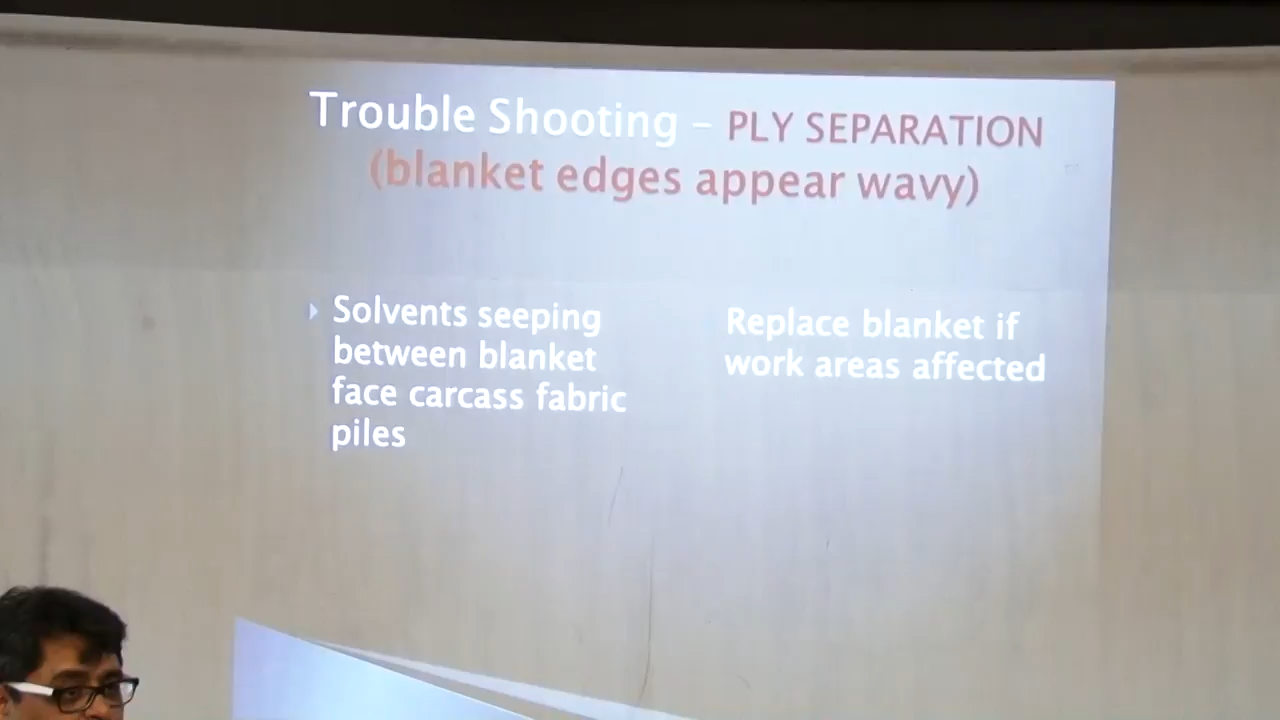 Trouble Shooting – PLY SEPARATION
(blanket edges appear wavy)
Solvents seeping
between blanket
face carcass fabric
piles
Replace blanket if
work areas affected